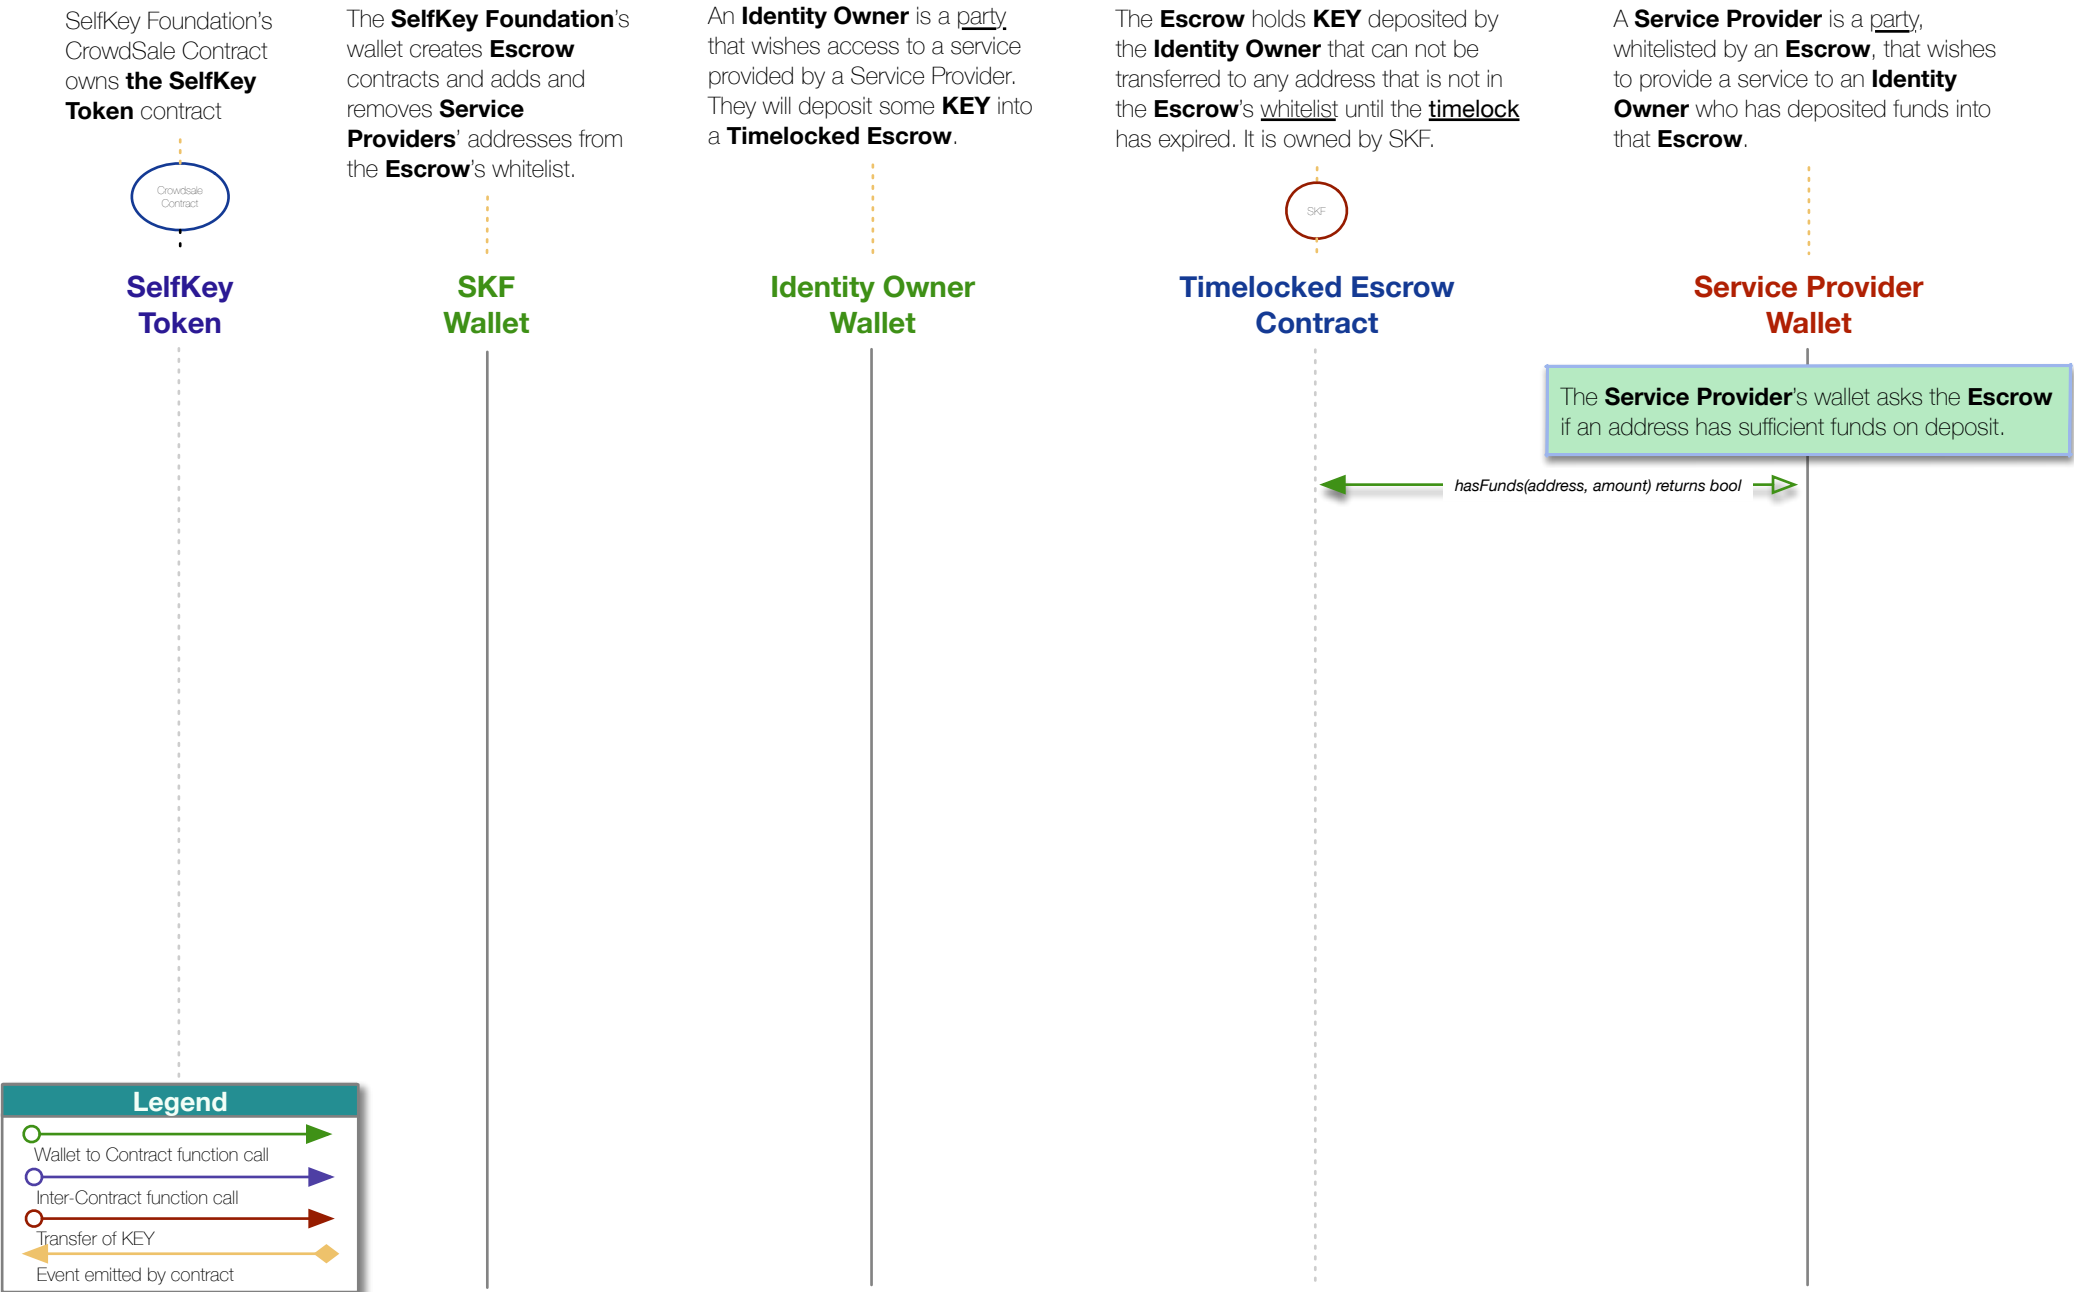 SelfKey Foundation's
CrowdSale Contract
owns the SelfKey
Token contract
The SelfKey Foundation's
wallet creates Escrow
contracts and adds and
removes Service
Providers' addresses from
the Escrow's whitelist.
An Identity Owner is a party
that wishes access to a service
provided by a Service Provider.
They will deposit some KEY into
a Timelocked Escrow.
The Escrow holds KEY deposited by
the Identity Owner that can not be
transferred to any address that is not in
the Escrow's whitelist until the timelock
has expired. It is owned by SKF.
A Service Provider is a party,
whitelisted by an Escrow, that wishes
to provide a service to an Identity
Owner who has deposited funds into
that Escrow.
Crowdsale
Contract
SKF
SelfKey
Token
SKF
Wallet
Identity Owner
Wallet
Timelocked Escrow
Contract
Service Provider
Wallet
The Service Provider's wallet asks the Escrow
if an address has sufficient funds on deposit.
hasFunds(address, amount) returns bool
Legend
Wallet to Contract function call
Inter-Contract function call
Transfer of KEY
Event emitted by contract